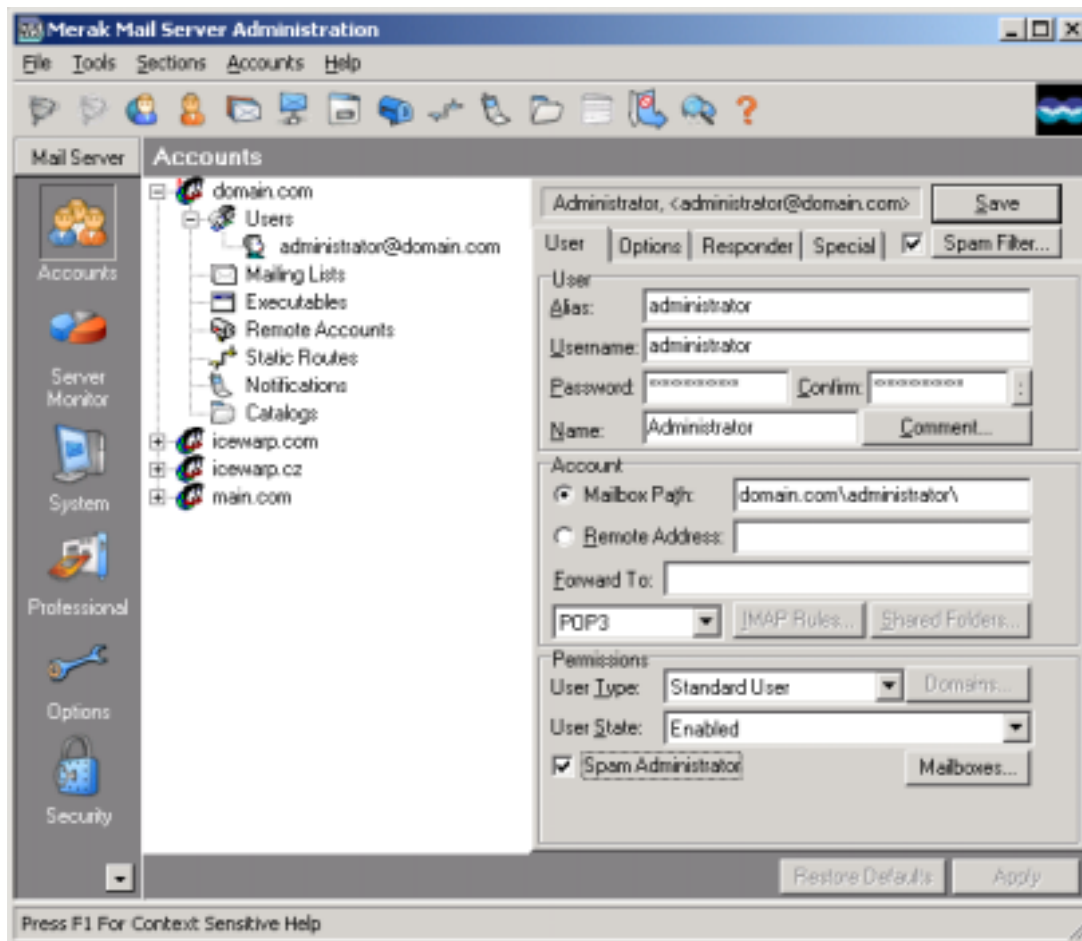 Merak Mail Server Administration
File Tools Sections Accounts Help
Mail Server
Accounts
Accounts
Server
Monitor
System
Professional
Options
Security
domain.com
Users
administrator@domain.com
Mailing Lists
Executables
Remote Accounts
Static Routes
Notifications
Catalogs
icewarp.com
icewarp.cz
main.com
Administrator, <administrator@domain.com> Save
User Options Responder Special Spam Filter...
User
Alias: administrator
Username: administrator
Password: ******** Confirm: ******** :
Name: Administrator Comment...
Account
Mailbox Path: domain.com\administrator\
Remote Address:
Forward To:
POP3 IMAP Rules... Shared Folders...
Permissions
User Type: Standard User Domains...
User State: Enabled
Spam Administrator Mailboxes...
Restore Defaults Apply
Press F1 For Context Sensitive Help